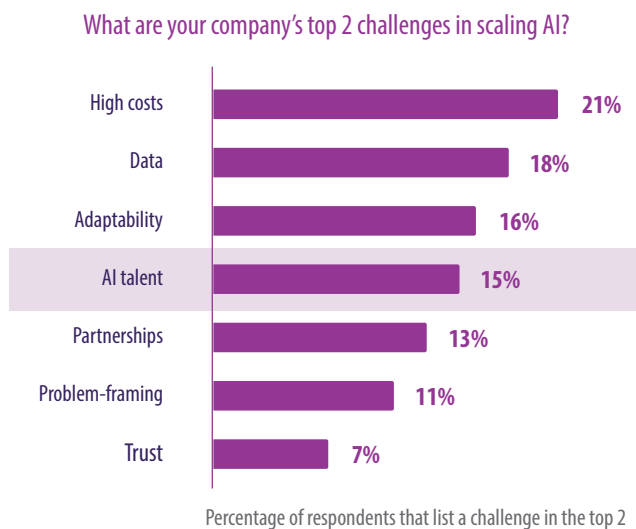 What are your company’s top 2 challenges in scaling AI?
High costs 21%
Data 18%
Adaptability 16%
AI talent 15%
Partnerships 13%
Problem-framing 11%
Trust 7%
Percentage of respondents that list a challenge in the top 2